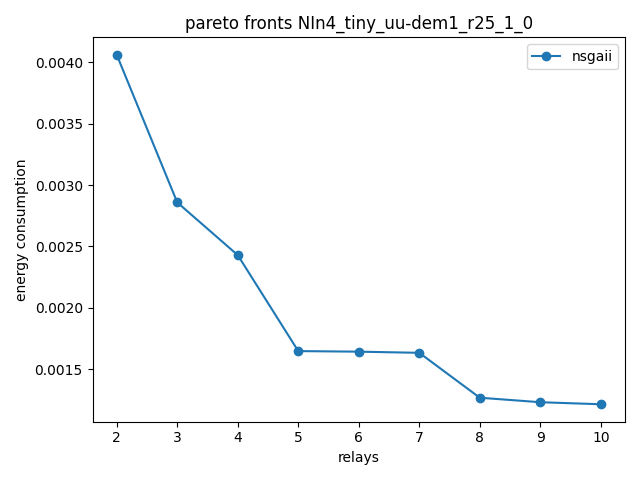 pareto fronts NIn4_tiny_uu-dem1_r25_1_0
nsgaii
energy consumption
0.0040
0.0035
0.0030
0.0025
0.0020
0.0015
2 3 4 5 6 7 8 9 10
relays